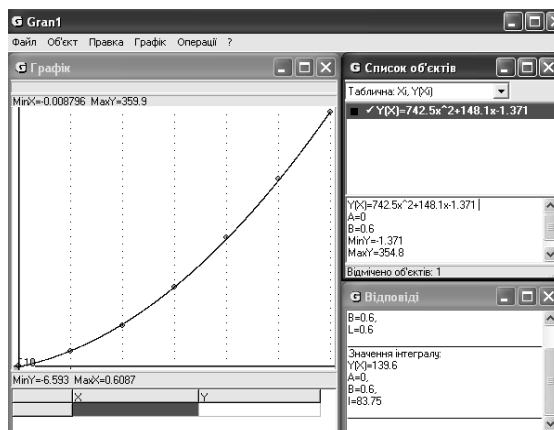 Gran1
Файл Об'єкт Правка Графік Операції ?
Графік
MinX=-0.008796 MaxY=359.9
10
MinY=-6.593 MaxX=0.6087
X Y
Список об'єктів
Таблична: Xi, Y(Xi)
Y(X)=742.5x^2+148.1x-1.371
Y(X)=742.5x^2+148.1x-1.371
A=0
B=0.6
MinY=-1.371
MaxY=354.8
Відмічено об'єктів: 1
Відповіді
B=0.6,
L=0.6
Значення інтегралу:
Y(X)=139.6
A=0,
B=0.6,
I=83.75